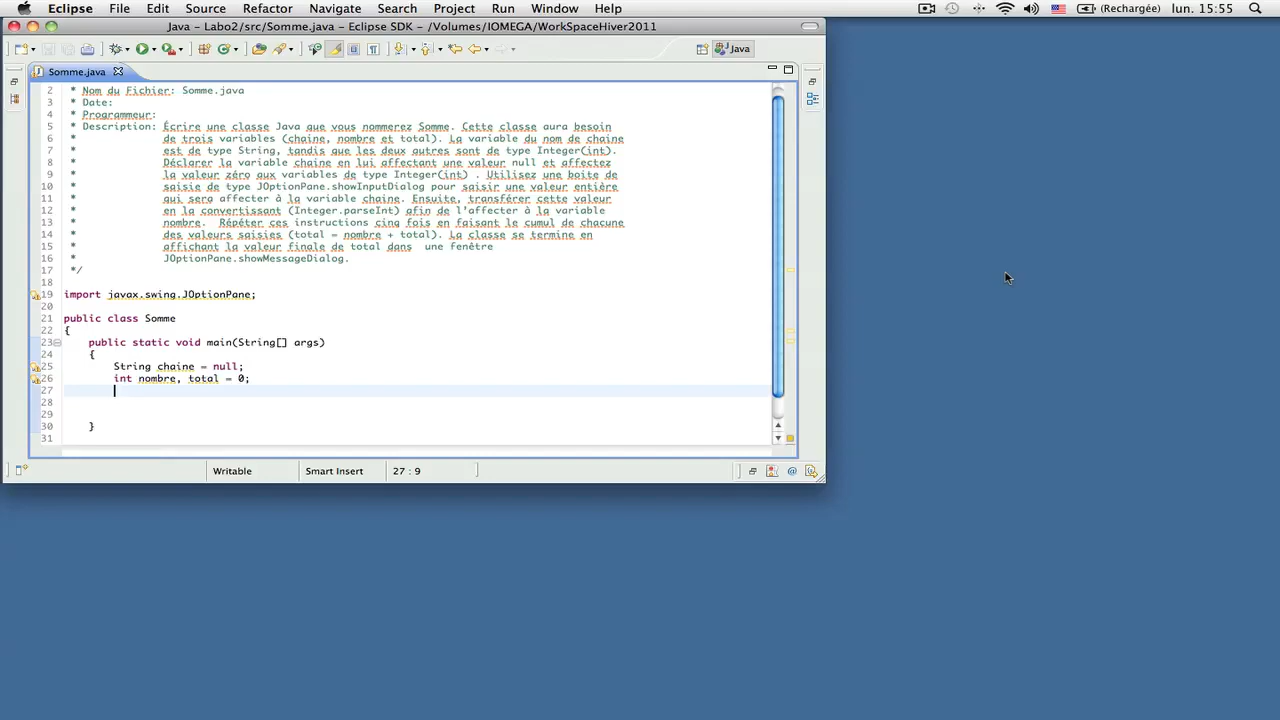 Eclipse File Edit Source Refactor Navigate Search Project Run Window Help (Rechargée) lun. 15:55
Java – Labo2/src/Somme.java – Eclipse SDK – /Volumes/IOMEGA/WorkSpaceHiver2011
Java
Somme.java
2 * Nom du Fichier: Somme.java
3 * Date:
4 * Programmeur:
5 * Description: Écrire une classe Java que vous nommerez Somme. Cette classe aura besoin
6 * de trois variables (chaine, nombre et total). La variable du nom de chaine
7 * est de type String, tandis que les deux autres sont de type Integer(int).
8 * Déclarer la variable chaine en lui affectant une valeur null et affectez
9 * la valeur zéro aux variables de type Integer(int) . Utilisez une boite de
10 * saisie de type JOptionPane.showInputDialog pour saisir une valeur entière
11 * qui sera affecter à la variable chaine. Ensuite, transférer cette valeur
12 * en la canvertissant (Integer.parseInt) afin de l'affecter à la variable
13 * nombre.  Répéter ces instructions cinq fois en faisant le cumul de chacune
14 * des valeurs saisies (total = nombre + total). La classe se termine en
15 * affichant la valeur finale de total dans  une fenêtre
16 * JOptionPane.showMessageDialog.
17 */
18
19 import javax.swing.JOptionPane;
20
21 public class Somme
22 {
23 public static void main(String[] args)
24 {
25 String chaine = null;
26 int nombre, total = 0;
27
28
29
30 }
31
Writable Smart Insert 27 : 9